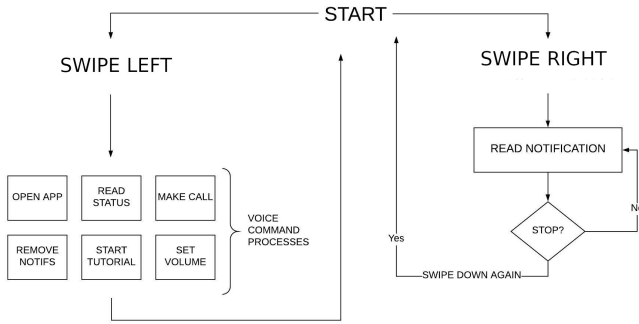 START
SWIPE LEFT
SWIPE RIGHT
READ NOTIFICATION
OPEN APP
READ
STATUS
MAKE CALL
REMOVE
NOTIFS
START
TUTORIAL
SET
VOLUME
VOICE
COMMAND
PROCESSES
STOP?
Yes
SWIPE DOWN AGAIN